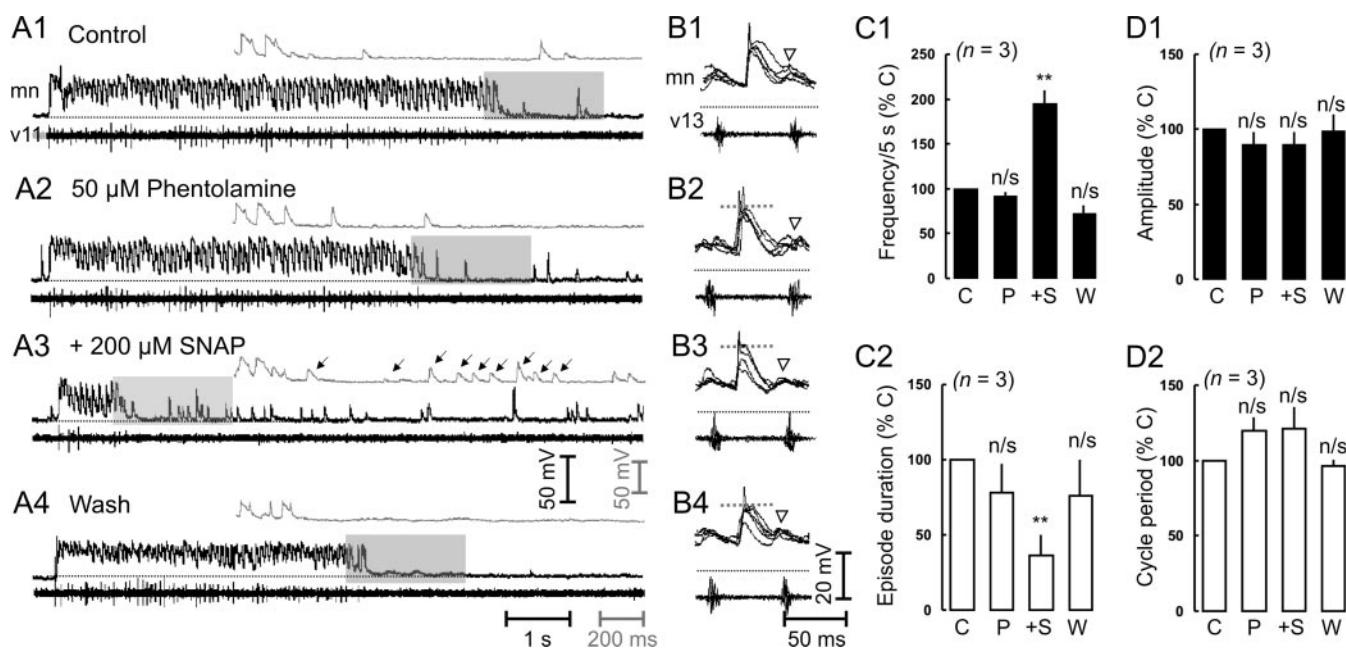 A1 Control
mn
v11
A2 50 µM Phentolamine
A3 + 200 µM SNAP
50 mV
50 mV
A4 Wash
1 s
200 ms
B1
mn
v13
B2
B3
B4
20 mV
50 ms
C1
(n = 3)
Frequency/5 s (% C)
250
200
150
100
50
0
n/s
**
n/s
C
P
+S
W
C2
(n = 3)
Episode duration (% C)
150
100
50
0
n/s
**
n/s
C
P
+S
W
D1
(n = 3)
Amplitude (% C)
150
100
50
0
n/s
n/s
n/s
C
P
+S
W
D2
(n = 3)
Cycle period (% C)
150
100
50
0
n/s
n/s
n/s
C
P
+S
W